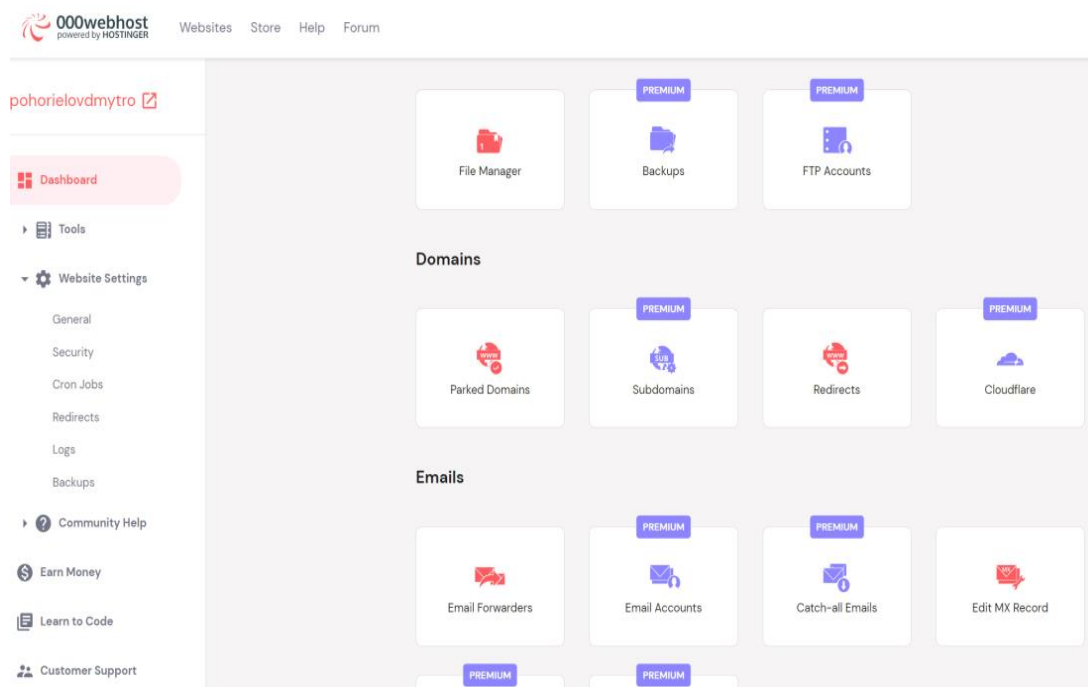 000webhost
powered by HOSTINGER
Websites Store Help Forum
pohorielovdmytro
Dashboard
Tools
Website Settings
General
Security
Cron Jobs
Redirects
Logs
Backups
Community Help
Earn Money
Learn to Code
Customer Support
PREMIUM PREMIUM
File Manager Backups FTP Accounts
Domains
PREMIUM PREMIUM
WWW SUB WWW
Parked Domains Subdomains Redirects Cloudflare
Emails
PREMIUM PREMIUM
Email Forwarders Email Accounts Catch-all Emails Edit MX Record
PREMIUM PREMIUM